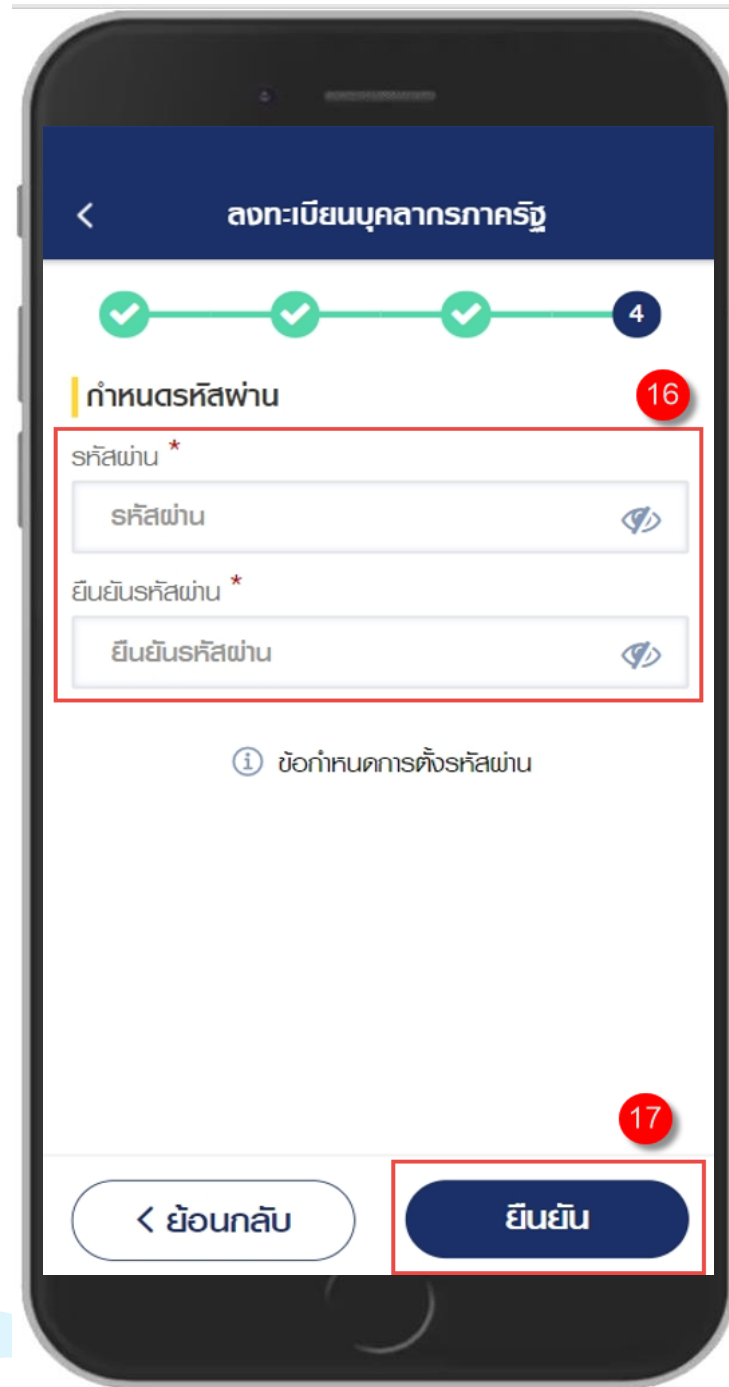 ลงทะเบียนบุคลากรภาครัฐ
4
กำหนดรหัสผ่าน
16
รหัสผ่าน *
รหัสผ่าน
ยืนยันรหัสผ่าน *
ยืนยันรหัสผ่าน
ข้อกำหนดการตั้งรหัสผ่าน
17
< ย้อนกลับ
ยืนยัน